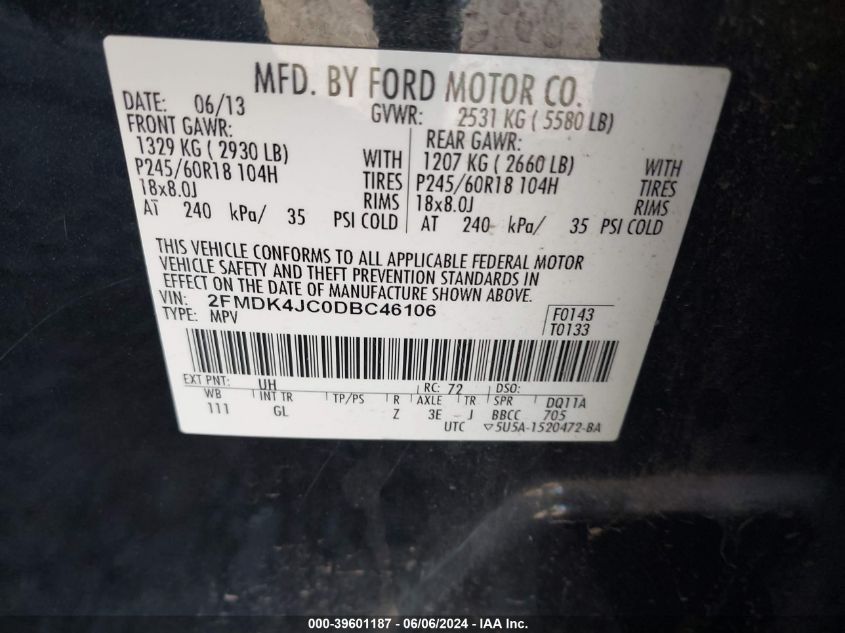 MFD. BY FORD MOTOR CO.
DATE: 06/13 GVWR: 2531 KG ( 5580 LB)
FRONT GAWR: REAR GAWR:
1329 KG ( 2930 LB) WITH 1207 KG ( 2660 LB) WITH
P245/60R18 104H TIRES P245/60R18 104H TIRES
18x8.0J RIMS 18x8.0J RIMS
AT 240 kPa/ 35 PSI COLD AT 240 kPa/ 35 PSI COLD
THIS VEHICLE CONFORMS TO ALL APPLICABLE FEDERAL MOTOR
VEHICLE SAFETY AND THEFT PREVENTION STANDARDS IN
EFFECT ON THE DATE OF MANUFACTURE SHOWN ABOVE.
VIN: 2FMDK4JC0DBC46106 F0143
TYPE: MPV T0133
EXT PNT: UH RC: 72 DSO:
WB INT TR TP/PS R AXLE TR SPR DQ11A
111 GL Z 3E J BBCC 705
UTC ▽5U5A-1520472-BA
000-39601187 - 06/06/2024 - IAA Inc.